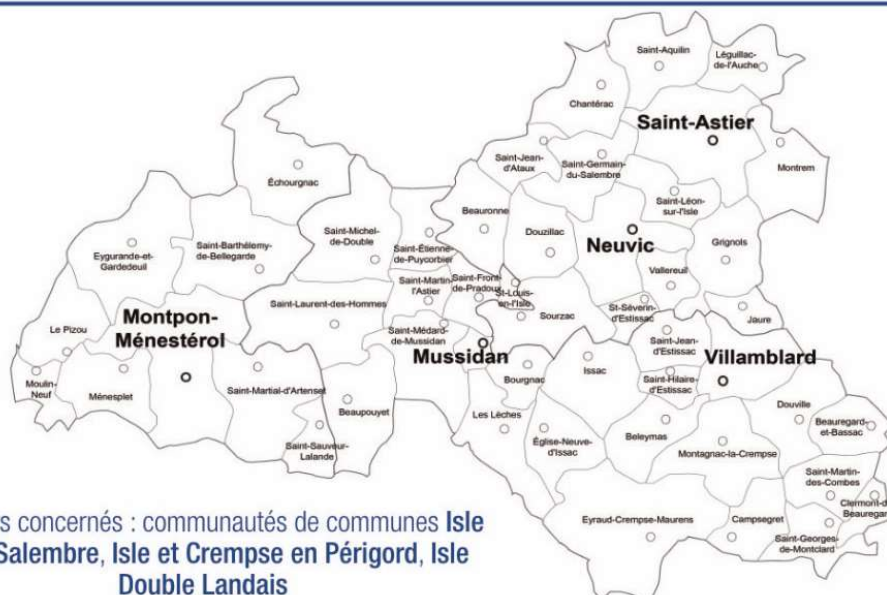 Saint-Aquilin
Léguillac-
de-l'Auche
Chantérac
Saint-Astier
Saint-Jean-
d'Ataux
Saint-Germain-
du-Salembre
Montrem
Échourgnac
Saint-Léon-
sur-l'Isle
Beauronne
Saint-Michel-
de-Double
Douzillac
Neuvic
Grignols
Saint-Barthélemy-
de-Bellegarde
Eygurande-et-
Gardedeuil
Saint-Étienne-
de-Puycorbier
Vallereuil
Saint-Martin-
l'Astier
Saint-Front-
de-Pradoux
St-Louis-
en-l'Isle
Saint-Laurent-des-Hommes
St-Séverin-
d'Estissac
Sourzac
Jaure
Montpon-
Ménestérol
Le Pizou
Saint-Médard-
de-Mussidan
Mussidan
Saint-Jean-
d'Estissac
Villamblard
Issac
Bourgnac
Moulin-
Neuf
Ménesplet
Saint-Martial-d'Artenset
Saint-Hilaire-
d'Estissac
Beaupouyet
Les Lèches
Douville
Beauregard-
et-Bassac
Église-Neuve-
d'Issac
Beleymas
Montagnac-la-Crempse
Saint-Sauveur-
Lalande
Saint-Martin-
des-Combes
Clermont-de-
Beauregard
Eyraud-Crempse-Maurens
Campsegret
Saint-Georges-
de-Montclard
s concernés : communautés de communes Isle
Salembre, Isle et Crempse en Périgord, Isle
Double Landais